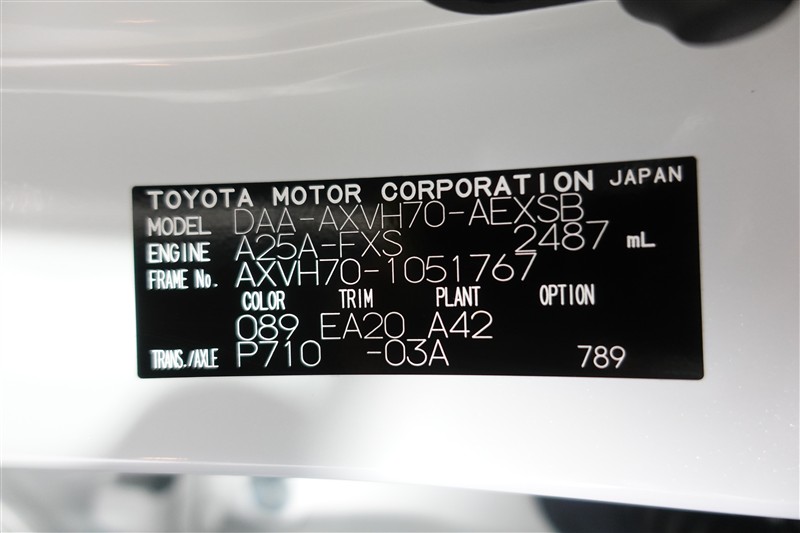 TOYOTA MOTOR CORPORATION JAPAN
MODEL DAA-AXVH70-AEXSB
ENGINE A25A-FXS 2487 mL
FRAME No. AXVH70-1051767
COLOR TRIM PLANT OPTION
089 EA20 A42
TRANS./AXLE P710 -03A 789